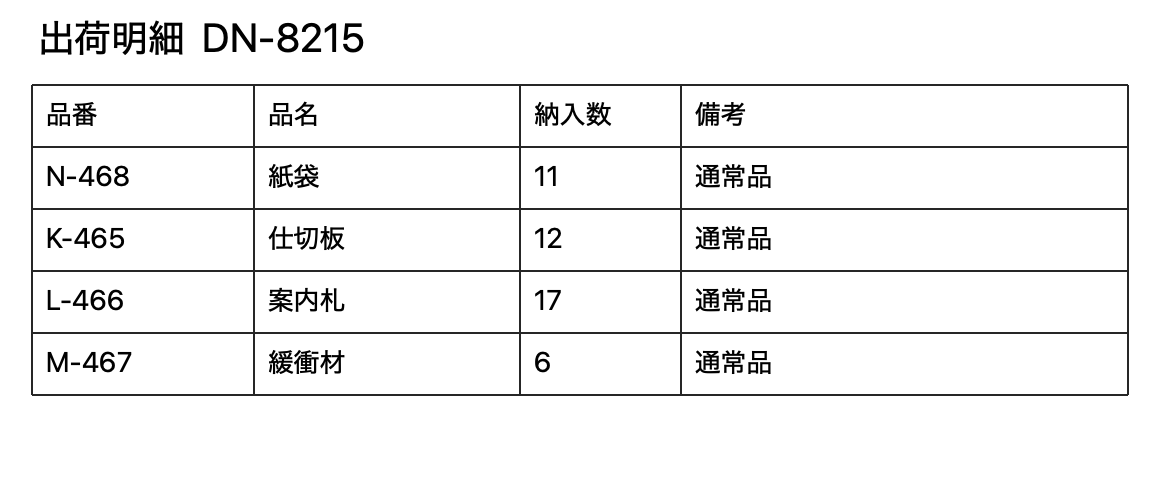 出荷明細 DN-8215
品番 品名 納入数 備考
N-468 紙袋 11 通常品
K-465 仕切板 12 通常品
L-466 案内札 17 通常品
M-467 緩衝材 6 通常品